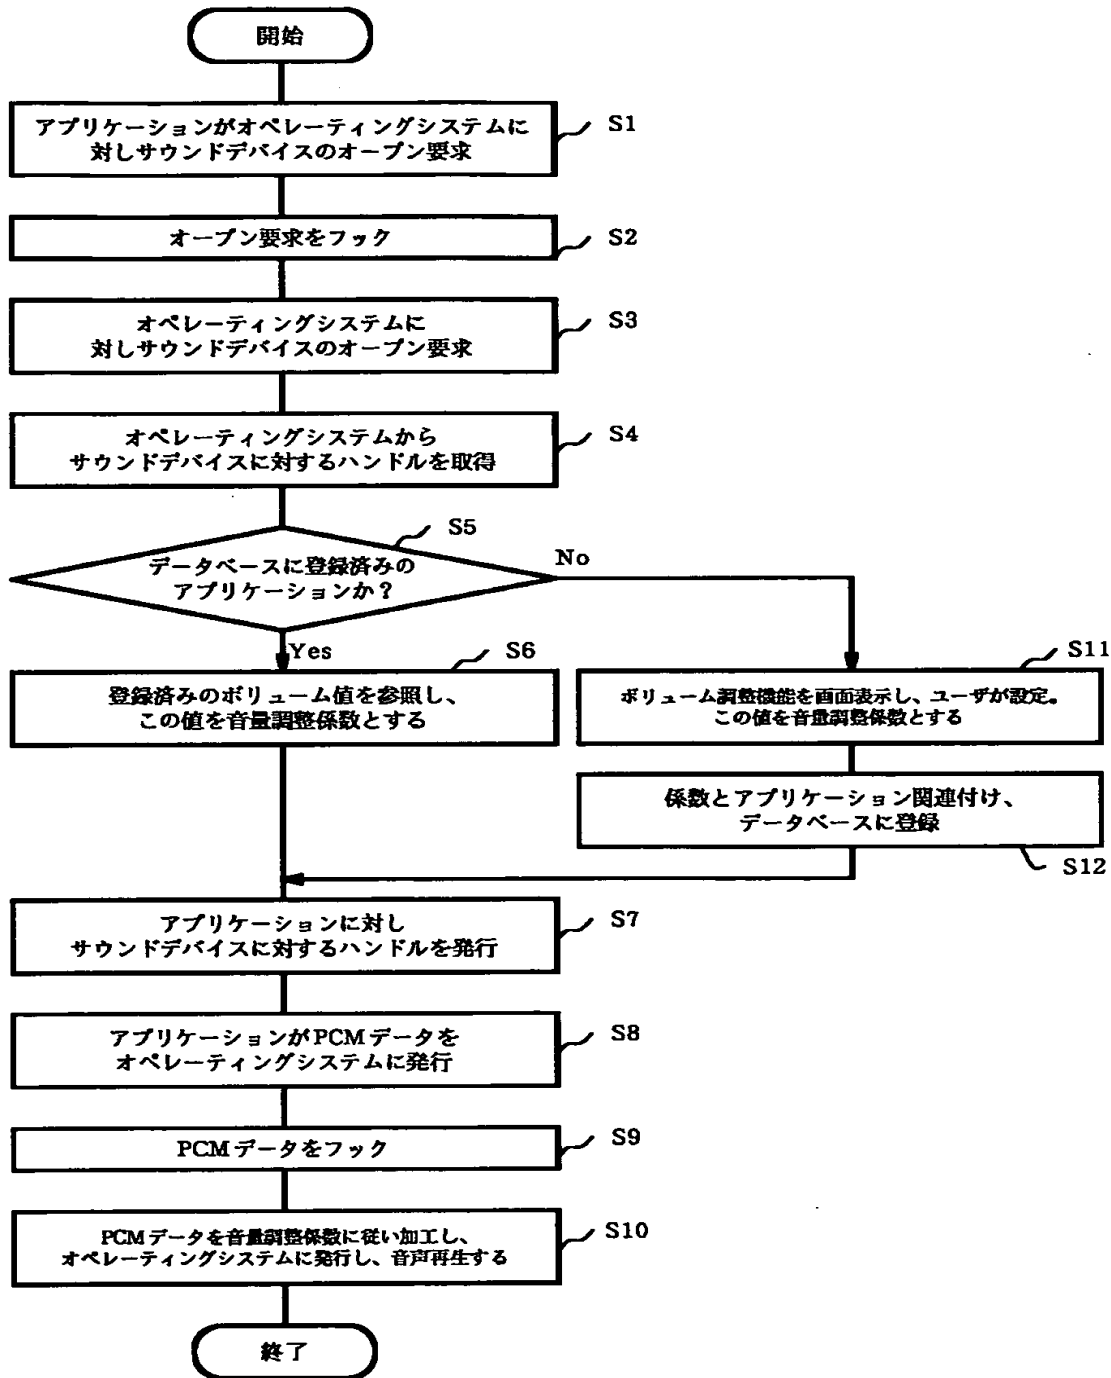 開始
アプリケーションがオペレーティングシステムに
対しサウンドデバイスのオープン要求
S1
オープン要求をフック
S2
オペレーティングシステムに
対しサウンドデバイスのオープン要求
S3
オペレーティングシステムから
サウンドデバイスに対するハンドルを取得
S4
S5
データベースに登録済みの
アプリケーションか？
No
Yes
S6
登録済みのボリューム値を参照し、
この値を音量調整係数とする
S11
ボリューム調整機能を画面表示し、ユーザが設定。
この値を音量調整係数とする
係数とアプリケーション関連付け、
データベースに登録
S12
アプリケーションに対し
サウンドデバイスに対するハンドルを発行
S7
アプリケーションがPCMデータを
オペレーティングシステムに発行
S8
PCMデータをフック
S9
PCMデータを音量調整係数に従い加工し、
オペレーティングシステムに発行し、音声再生する
S10
終了